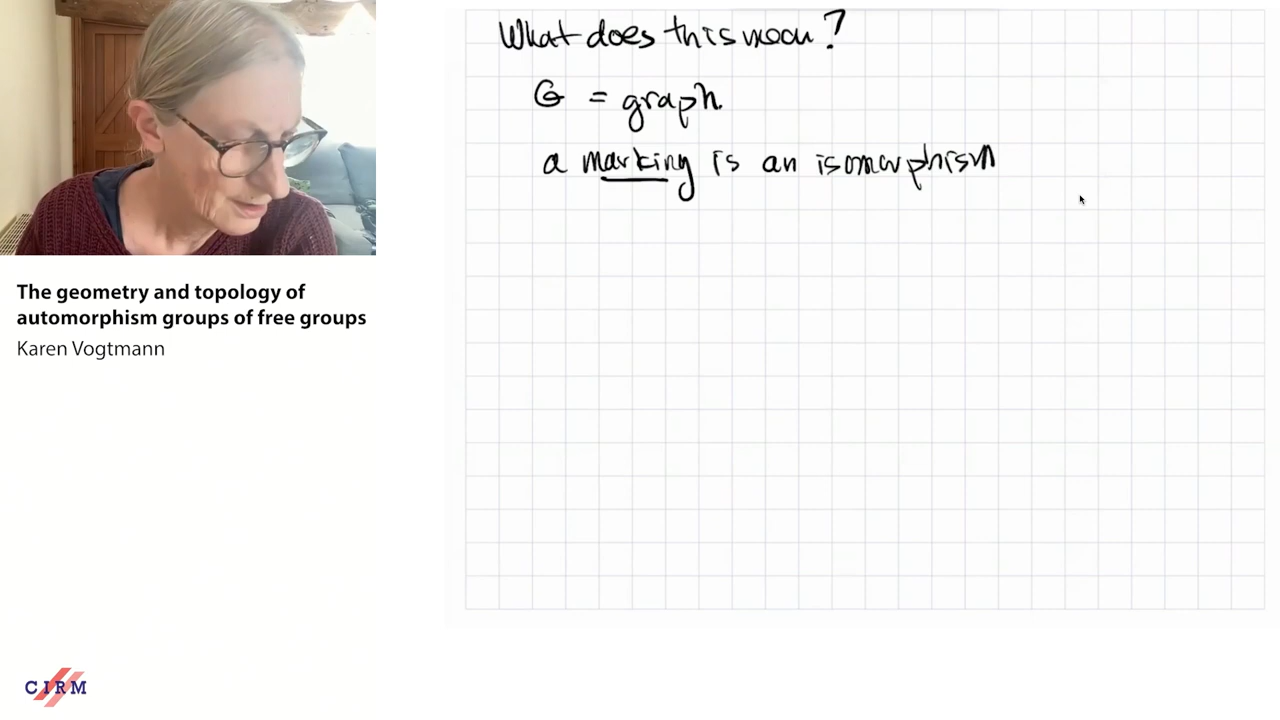 What does this mean?
G = graph.
a marking is an isomorphism
The geometry and topology of
automorphism groups of free groups
Karen Vogtmann
CIRM